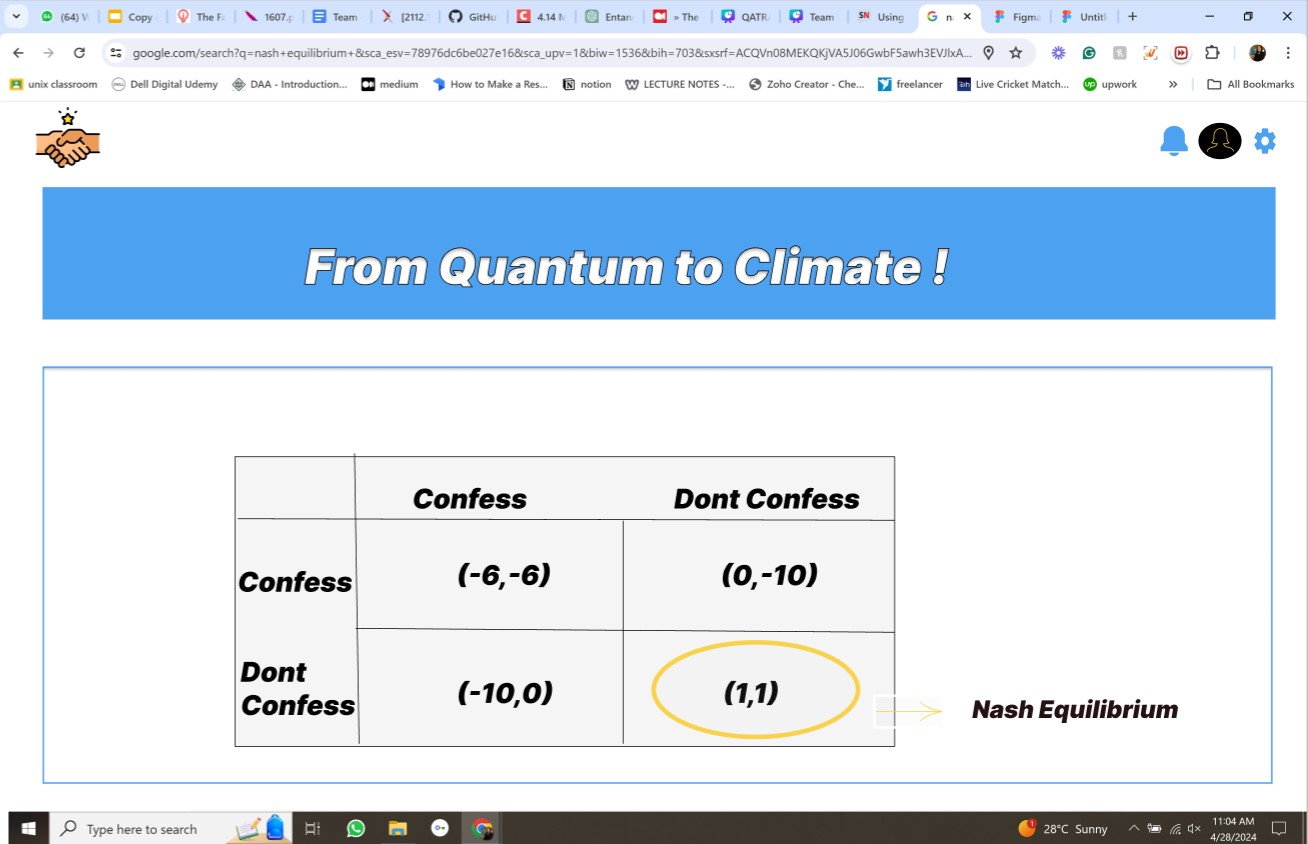 (64) W
Copy
The F
1607.p
Team
[2112.
GitHu
4.14 M
Entan
» The
QATR
Team
SN Using
G n
Figma
Untitl
google.com/search?q=nash+equilibrium+&sca_esv=78976dc6be027e16&sca_upv=1&biw=1536&bih=703&sxsrf=ACQVn08MEKQKjVA5J06GwbF5awh3EVJlxA...
unix classroom Dell Digital Udemy DAA - Introduction... medium How to Make a Res... notion LECTURE NOTES -... Zoho Creator - Che... freelancer Live Cricket Match... upwork » All Bookmarks
From Quantum to Climate !
Confess Dont Confess
Confess (-6,-6) (0,-10)
Dont
Confess (-10,0) (1,1)
Nash Equilibrium
Type here to search
28°C Sunny
11:04 AM
4/28/2024